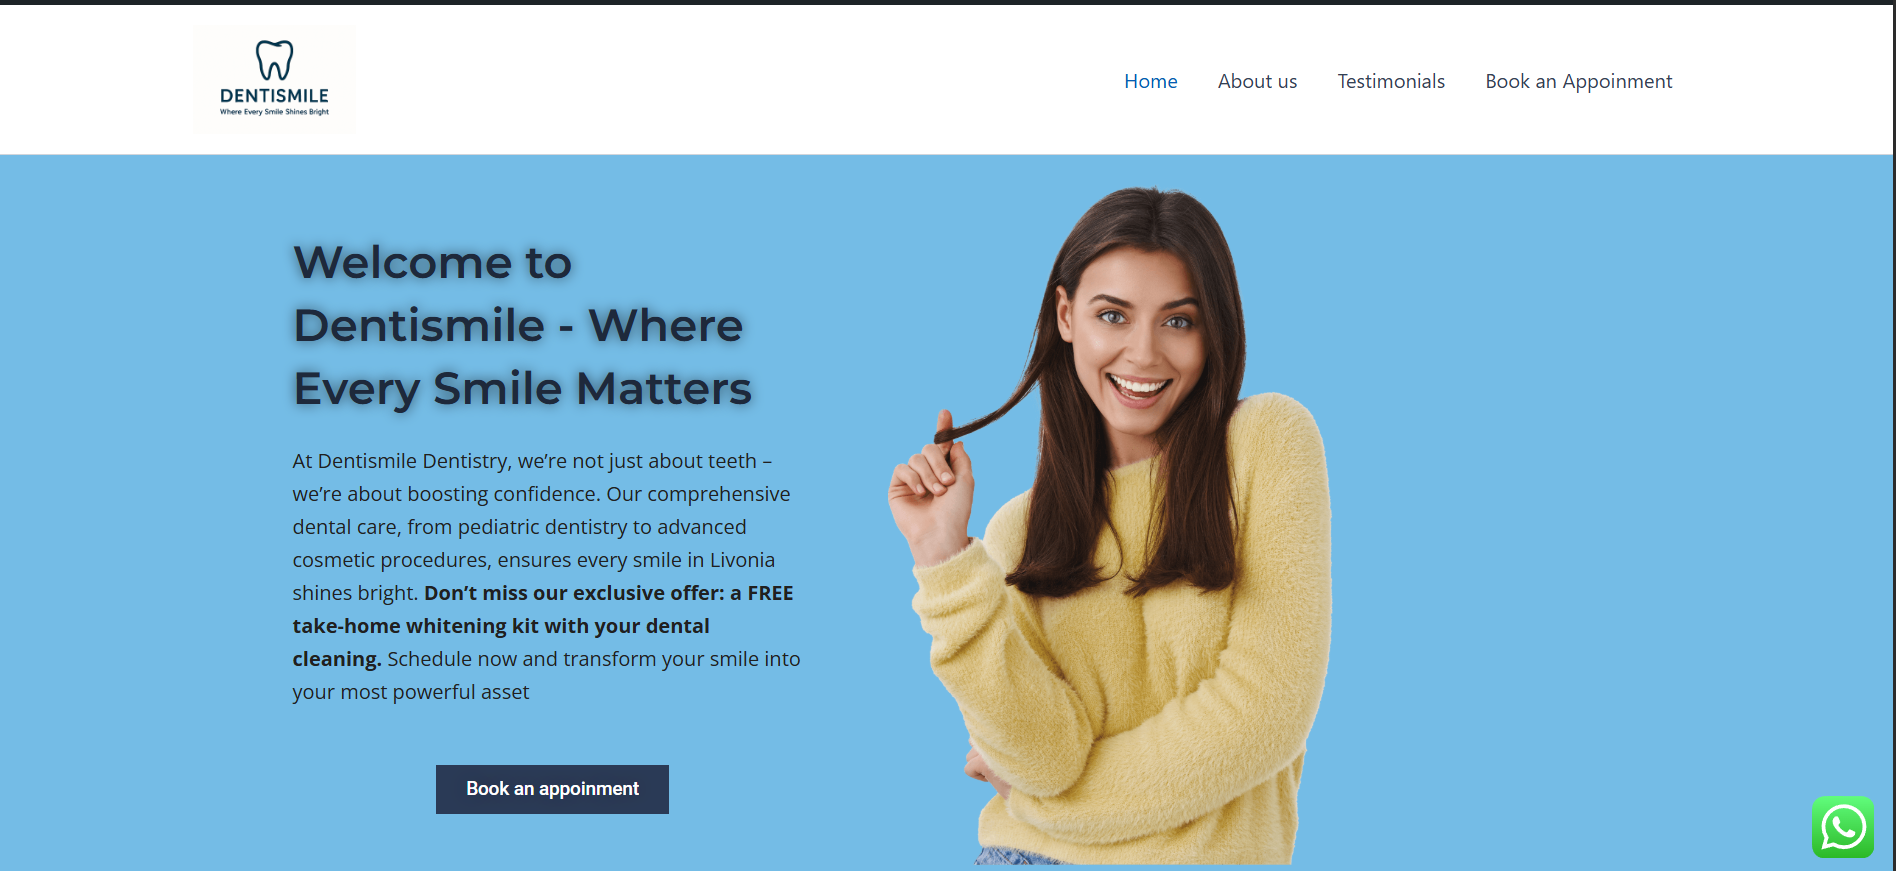 DENTISMILE
Where Every Smile Shines Bright
Home
About us
Testimonials
Book an Appoinment
Welcome to
Dentismile - Where
Every Smile Matters
At Dentismile Dentistry, we’re not just about teeth –
we’re about boosting confidence. Our comprehensive
dental care, from pediatric dentistry to advanced
cosmetic procedures, ensures every smile in Livonia
shines bright. Don’t miss our exclusive offer: a FREE
take-home whitening kit with your dental
cleaning. Schedule now and transform your smile into
your most powerful asset
Book an appoinment